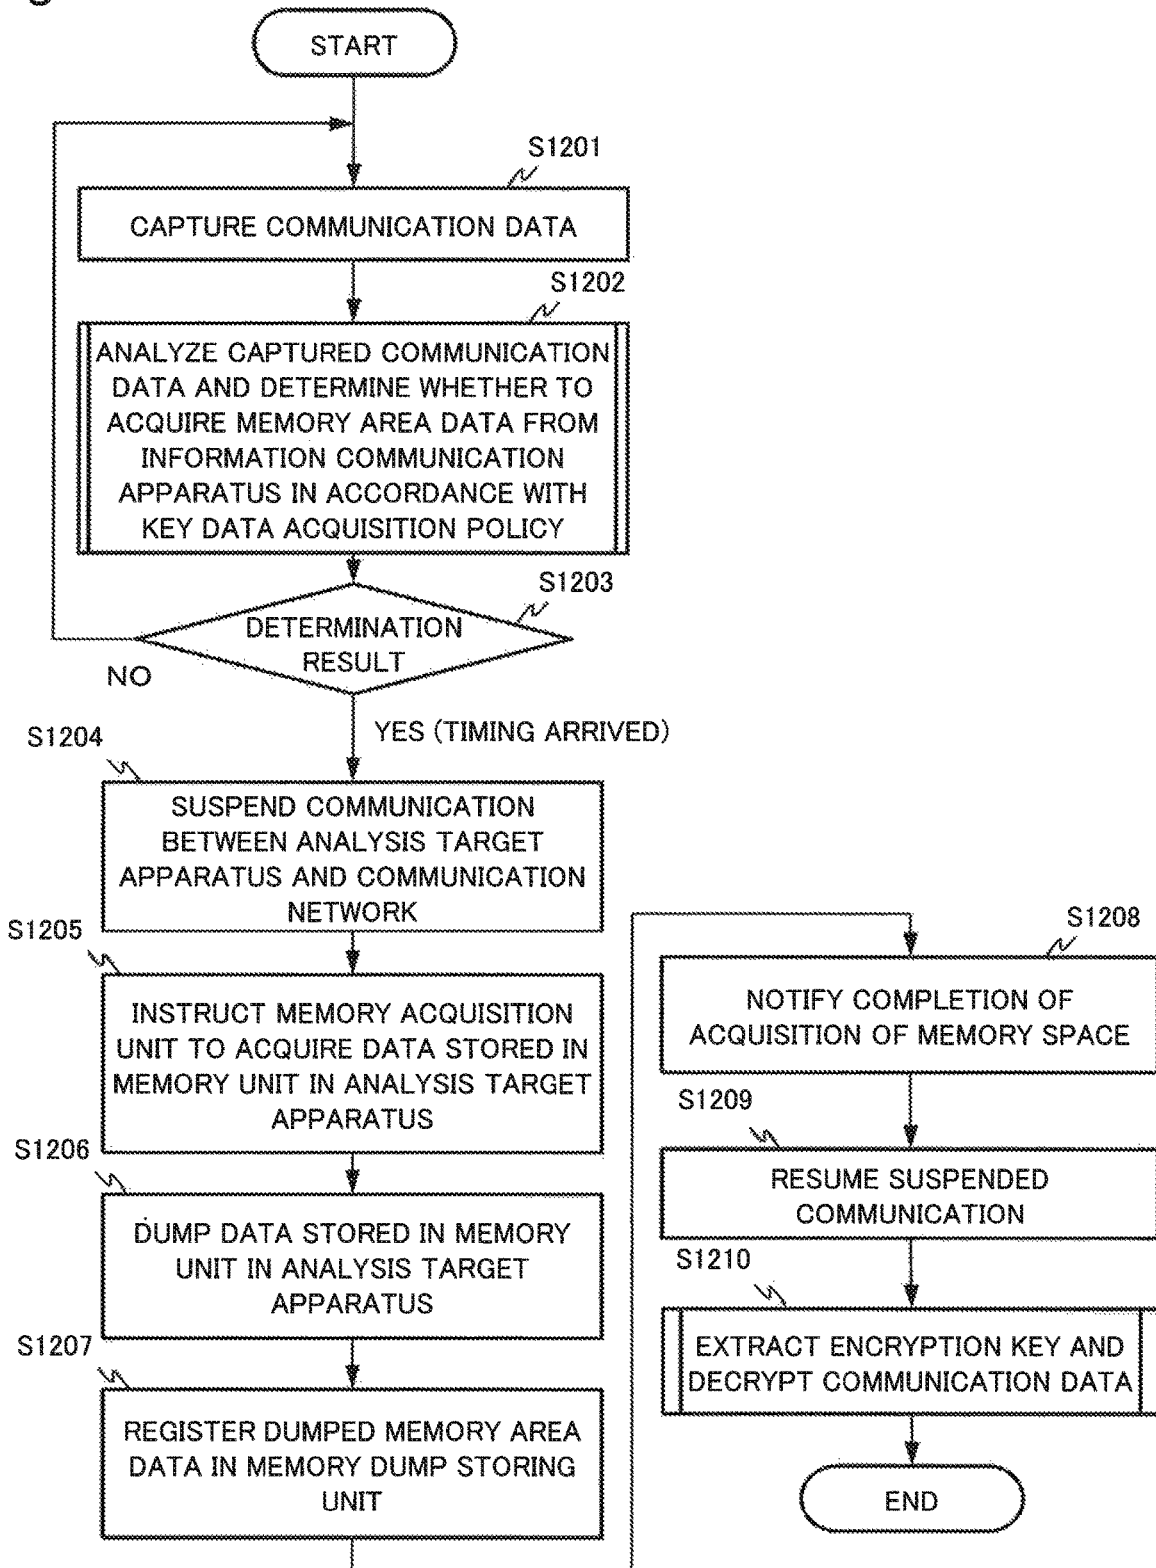 START
S1201
CAPTURE COMMUNICATION DATA
S1202
ANALYZE CAPTURED COMMUNICATION
DATA AND DETERMINE WHETHER TO
ACQUIRE MEMORY AREA DATA FROM
INFORMATION COMMUNICATION
APPARATUS IN ACCORDANCE WITH
KEY DATA ACQUISITION POLICY
S1203
DETERMINATION
RESULT
NO
YES (TIMING ARRIVED)
S1204
SUSPEND COMMUNICATION
BETWEEN ANALYSIS TARGET
APPARATUS AND COMMUNICATION
NETWORK
S1205
INSTRUCT MEMORY ACQUISITION
UNIT TO ACQUIRE DATA STORED IN
MEMORY UNIT IN ANALYSIS TARGET
APPARATUS
S1206
DUMP DATA STORED IN MEMORY
UNIT IN ANALYSIS TARGET
APPARATUS
S1207
REGISTER DUMPED MEMORY AREA
DATA IN MEMORY DUMP STORING
UNIT
S1208
NOTIFY COMPLETION OF
ACQUISITION OF MEMORY SPACE
S1209
RESUME SUSPENDED
COMMUNICATION
S1210
EXTRACT ENCRYPTION KEY AND
DECRYPT COMMUNICATION DATA
END